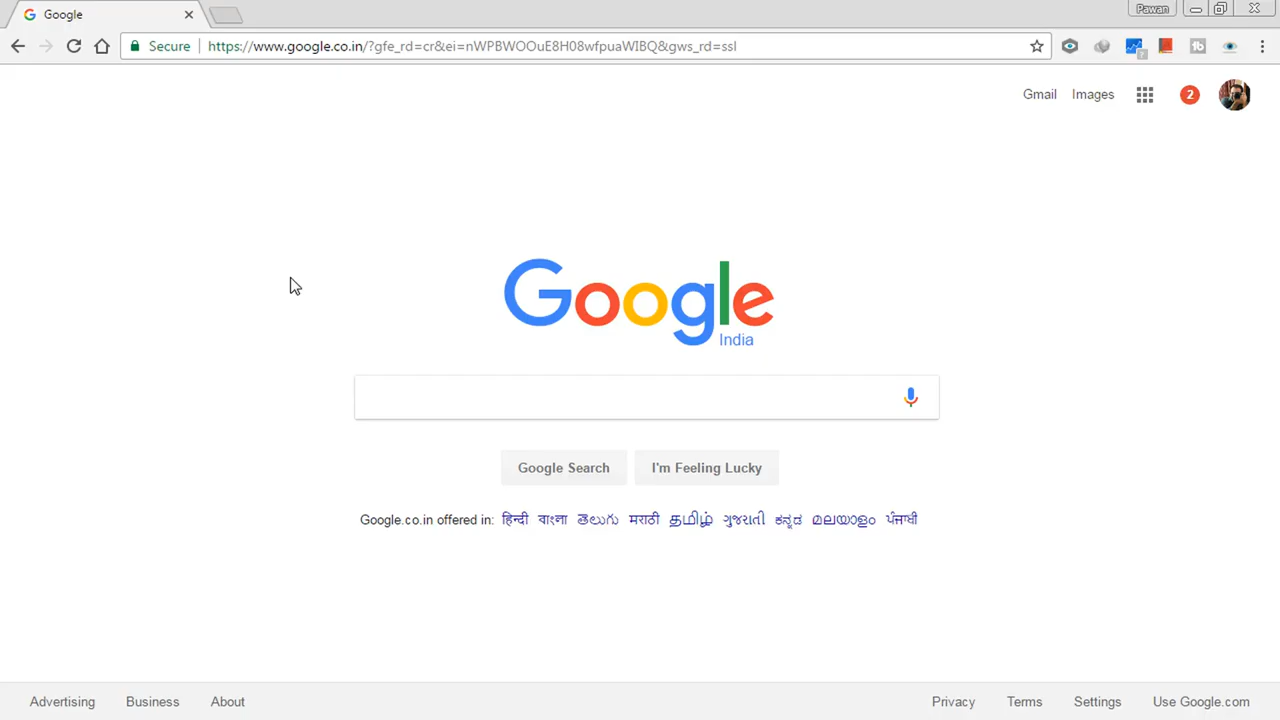 Google
Pawan
Secure https://www.google.co.in/?gfe_rd=cr&ei=nWPBWOOuE8H08wfpuaWIBQ&gws_rd=ssl
Gmail Images 2
Google
India
Google Search I'm Feeling Lucky
Google.co.in offered in: हिन्दी বাংলা తెలుగు मराठी தமிழ் ગુજરાતી ಕನ್ನಡ മലയാളം ਪੰਜਾਬੀ
Advertising Business About Privacy Terms Settings Use Google.com